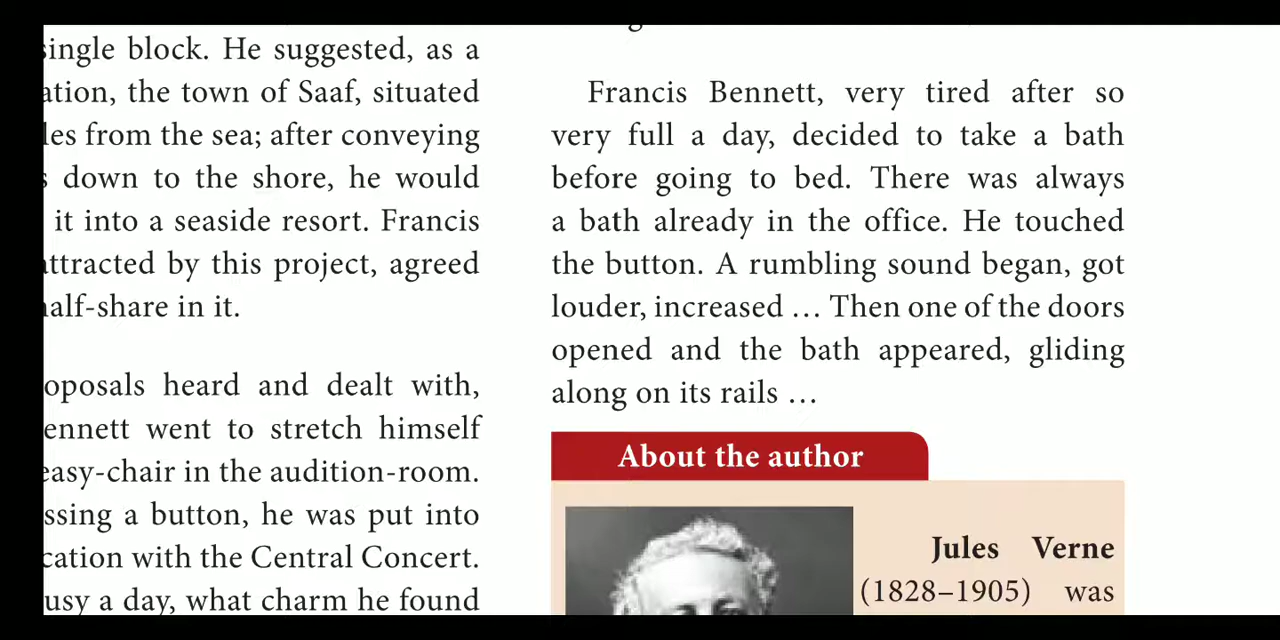 single block. He suggested, as a
ation, the town of Saaf, situated
les from the sea; after conveying
down to the shore, he would
it into a seaside resort. Francis
attracted by this project, agreed
half-share in it.
oposals heard and dealt with,
ennett went to stretch himself
easy-chair in the audition-room.
ssing a button, he was put into
cation with the Central Concert.
usy a day, what charm he found
Francis Bennett, very tired after so
very full a day, decided to take a bath
before going to bed. There was always
a bath already in the office. He touched
the button. A rumbling sound began, got
louder, increased … Then one of the doors
opened and the bath appeared, gliding
along on its rails …
About the author
Jules Verne
(1828–1905) was